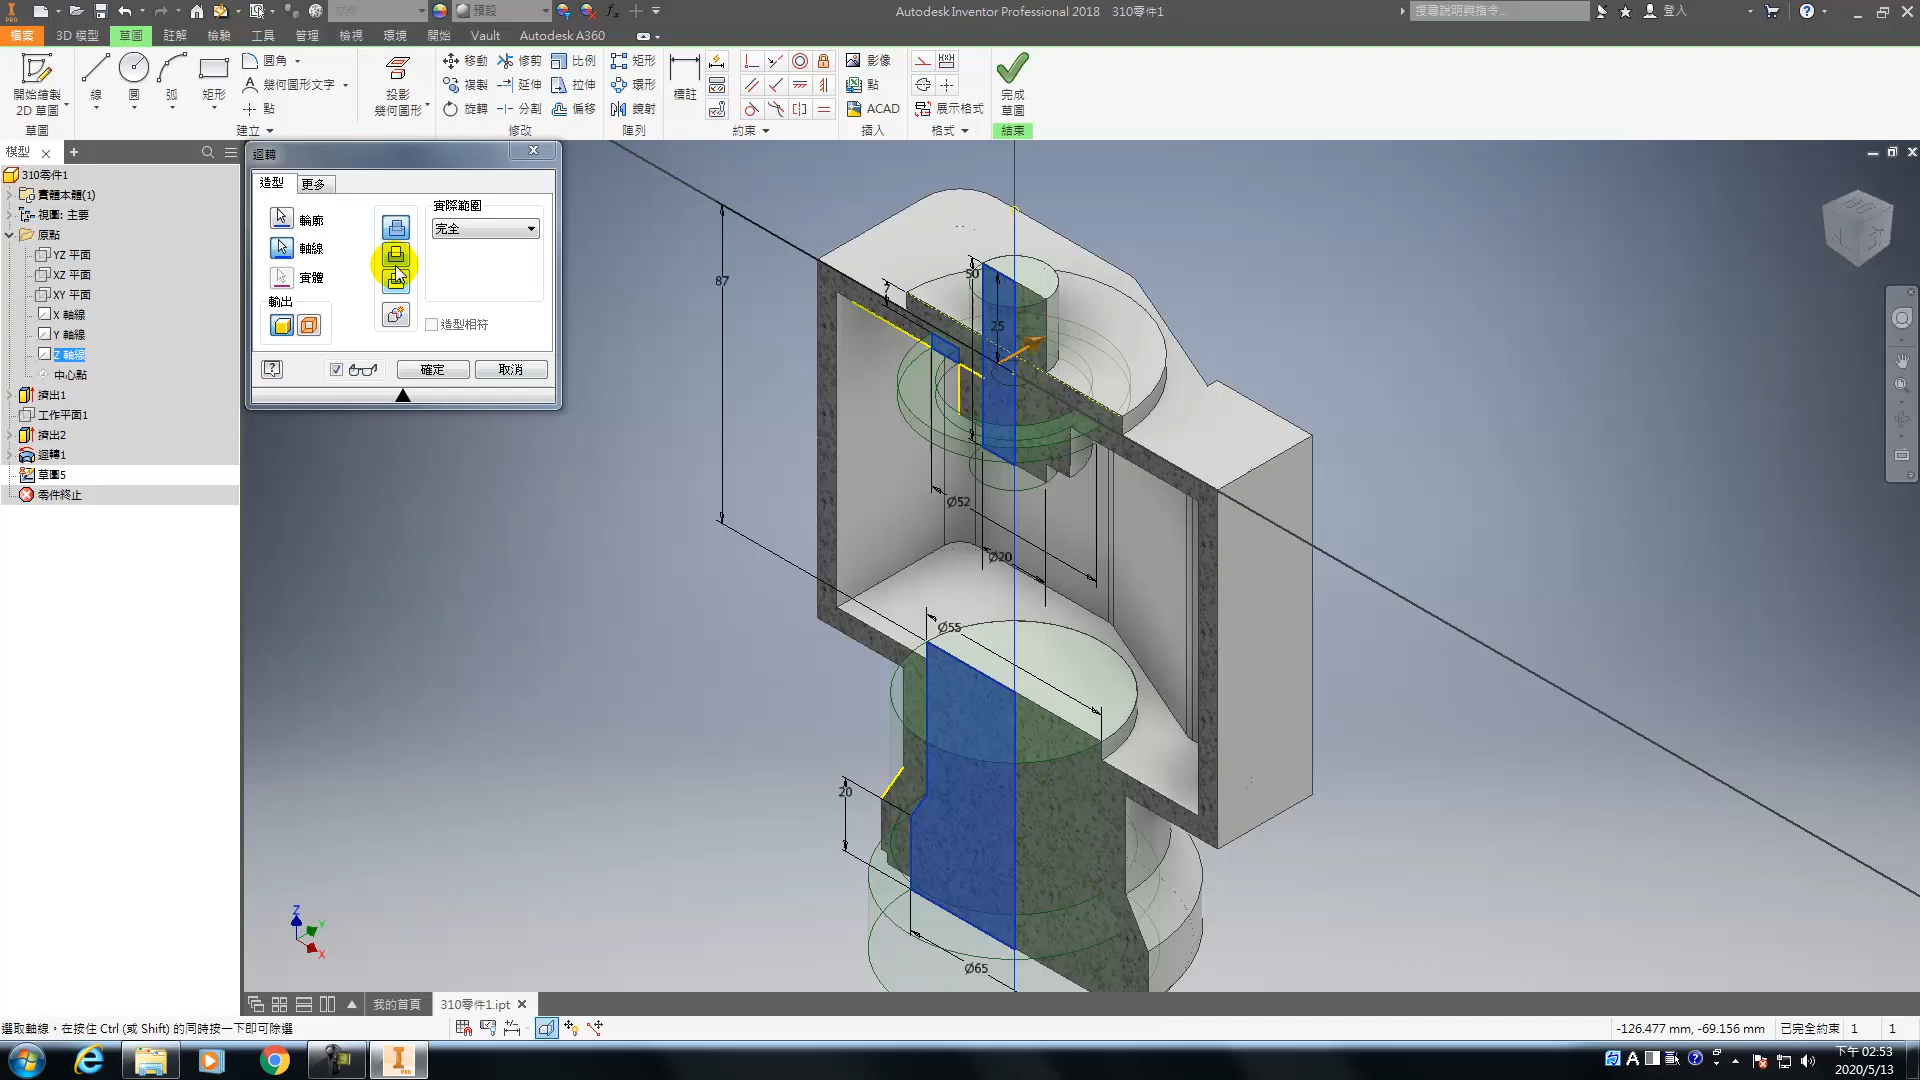 預設
Autodesk Inventor Professional 2018 310零件1
搜尋說明與指令...
登入
檔案 3D 模型 草圖 註解 檢驗 工具 管理 檢視 環境 開始 Vault Autodesk A360
開始繪製
2D 草圖
線 圓 弧 矩形
圓角
幾何圖形文字
點
投影
幾何圖形
移動 修剪 比例
複製 延伸 拉伸
旋轉 分割 偏移
矩形
環形
鏡射
標註
影像
點
ACAD
展示格式
完成
草圖
草圖 建立 修改 陣列 約束 插入 格式 結束
模型
310零件1
實體本體(1)
視圖: 主要
原點
YZ 平面
XZ 平面
XY 平面
X 軸線
Y 軸線
Z 軸線
中心點
擠出1
工作平面1
擠出2
迴轉1
草圖5
零件終止
迴轉
造型 更多
輪廓
軸線
實體
輸出
實際範圍
完全
造型相符
確定 取消
87
7
50
25
Ø52
Ø20
Ø55
20
Ø65
Z
Y
X
我的首頁 310零件1.ipt
選取軸線。在按住 Ctrl (或 Shift) 的同時按一下即可除選
-126.477 mm, -69.156 mm 已完全約束 1 1
下午 02:53
2020/5/13